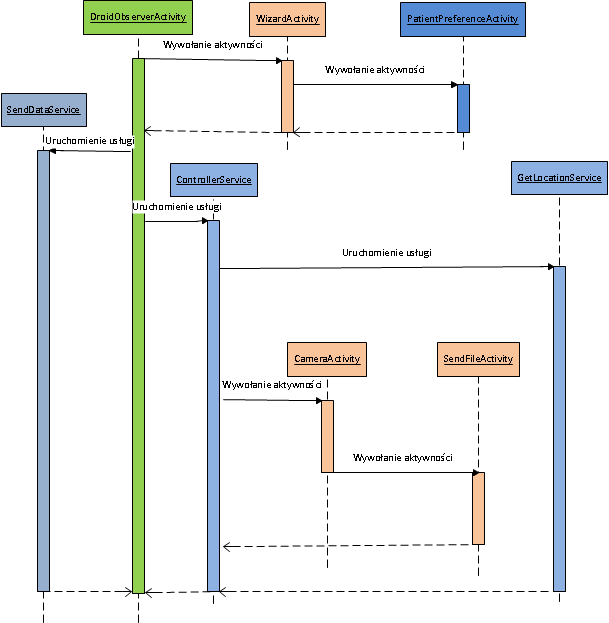 DroidObserverActivity
WizardActivity
PatientPreferenceActivity
Wywołanie aktywności
Wywołanie aktywności
SendDataService
Uruchomienie usługi
ControllerService
GetLocationService
Uruchomienie usługi
Uruchomienie usługi
CameraActivity
SendFileActivity
Wywołanie aktywności
Wywołanie aktywności